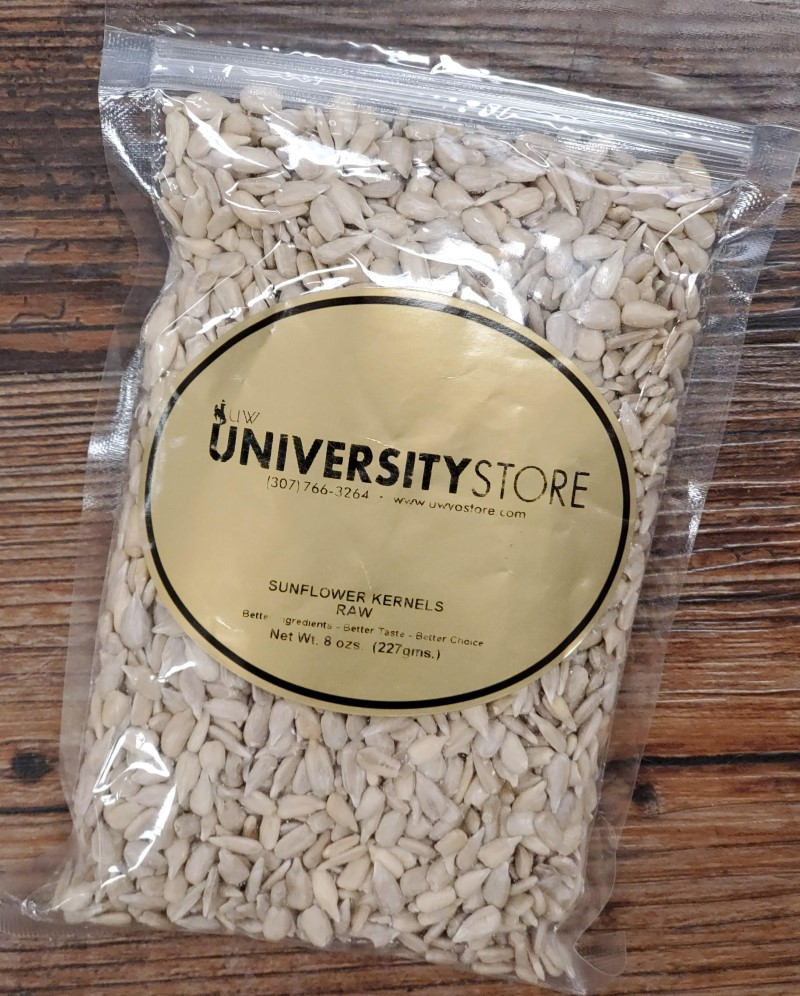 UW
UNIVERSITYSTORE
(307) 766-3264 - www.uwyostore.com
SUNFLOWER KERNELS
RAW
Better Ingredients - Better Taste - Better Choice
Net Wt. 8 ozs. (227gms.)